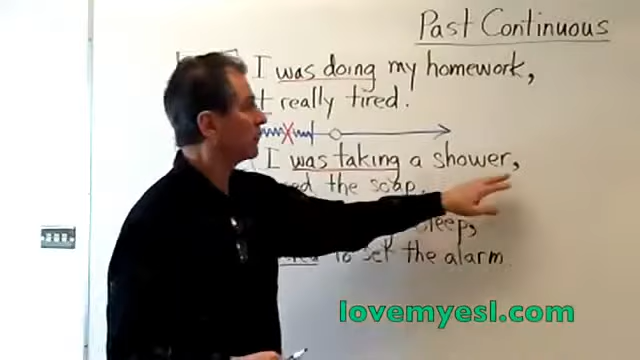 Past Continuous
I was doing my homework,
really tired.
I was taking a shower,
the soap.
sleep,
to set the alarm.
lovemyesl.com